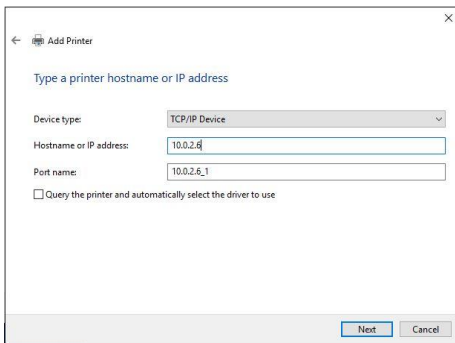 Add Printer
Type a printer hostname or IP address
Device type: TCP/IP Device
Hostname or IP address: 10.0.2.6
Port name: 10.0.2.6_1
Query the printer and automatically select the driver to use
Next Cancel